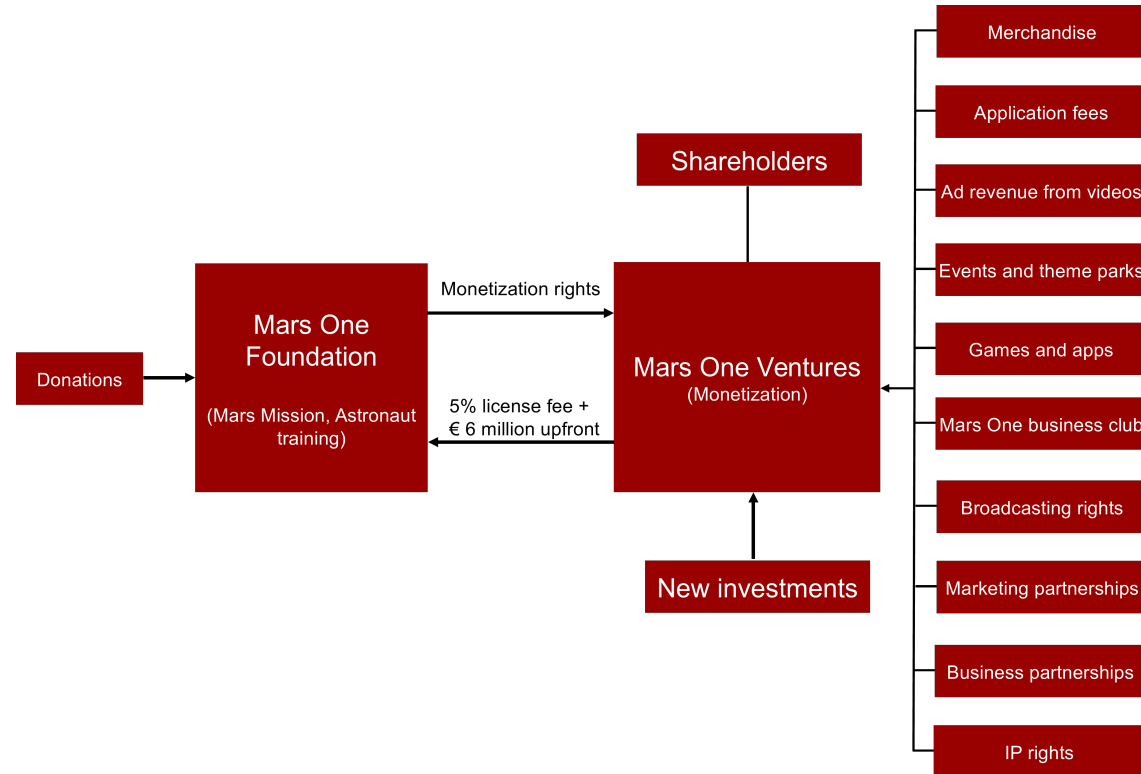 Merchandise
Application fees
Shareholders
Ad revenue from videos
Events and theme parks
Monetization rights
Mars One
Foundation
(Mars Mission, Astronaut
training)
Donations
Mars One Ventures
(Monetization)
5% license fee +
€ 6 million upfront
Games and apps
Mars One business club
Broadcasting rights
New investments
Marketing partnerships
Business partnerships
IP rights